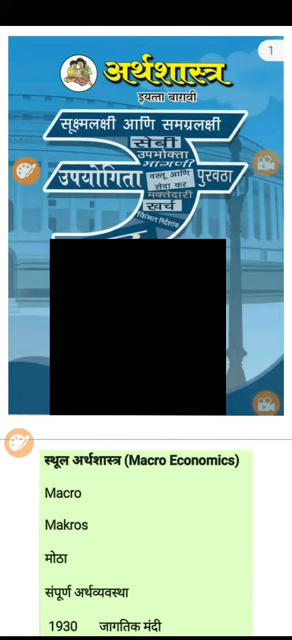 1
अर्थशास्त्र
इयत्ता बारावी
सूक्ष्मलक्षी आणि समग्रलक्षी
सेवा
उपभोक्ता
मागणी
उपयोगिता
वस्तू आणि
सेवा कर
पुरवठा
मक्तेदारी
खर्च
किंमत निर्देशांक
स्थूल अर्थशास्त्र (Macro Economics)
Macro
Makros
मोठा
संपूर्ण अर्थव्यवस्था
1930 जागतिक मंदी